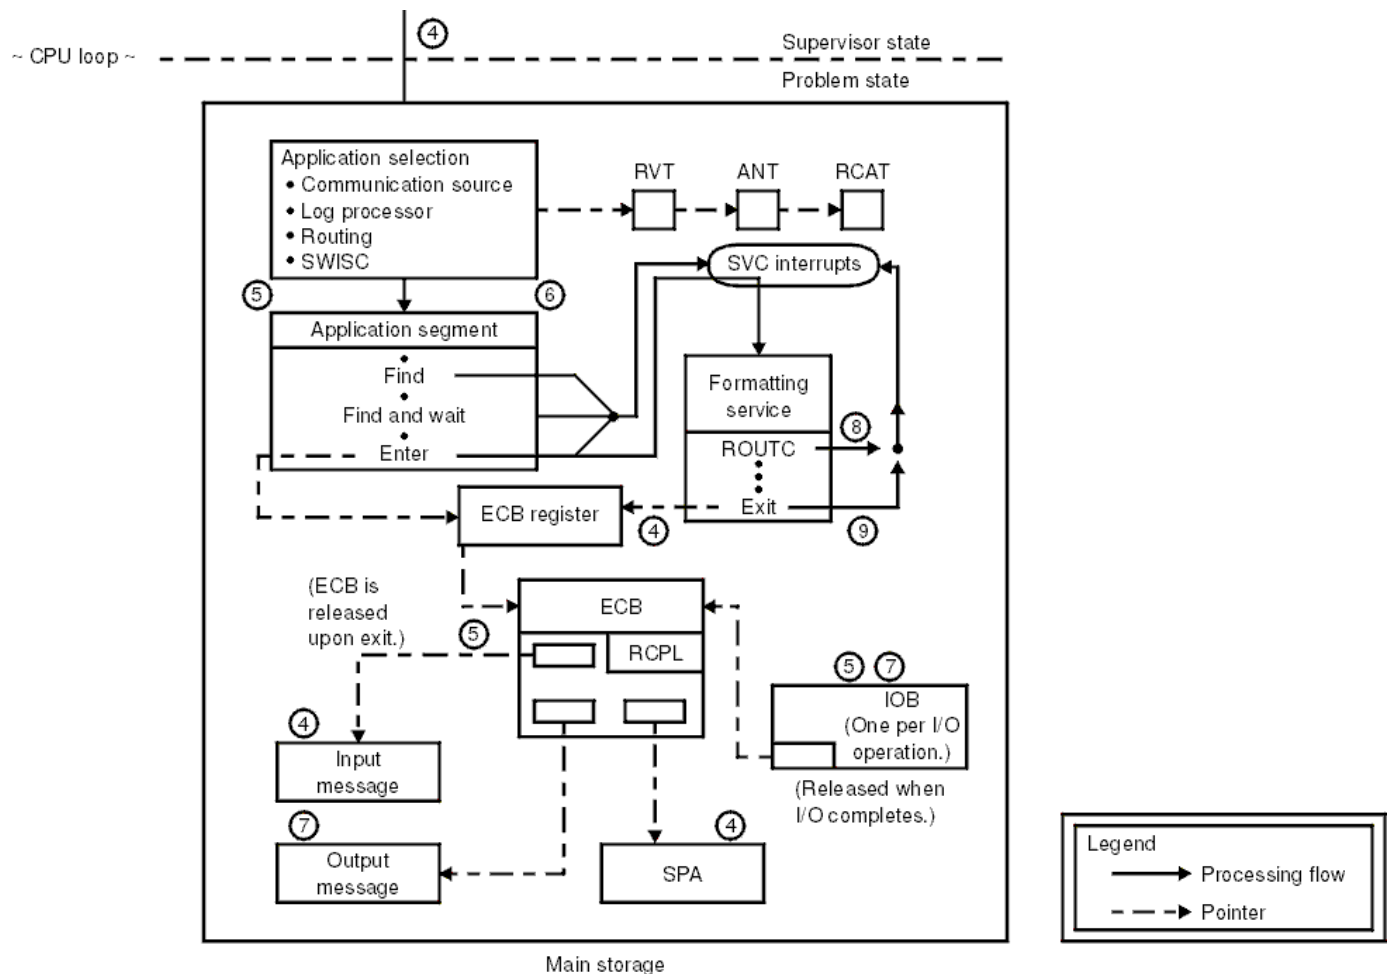 4
Supervisor state
~ CPU loop ~
Problem state
Application selection
• Communication source
• Log processor
• Routing
• SWISC
RVT
ANT
RCAT
SVC interrupts
5
6
Application segment
Find
Find and wait
Enter
Formatting
service
8
ROUTC
Exit
ECB register
4
9
(ECB is
released
upon exit.)
5
ECB
RCPL
5
7
IOB
(One per I/O
operation.)
(Released when
I/O completes.)
4
Input
message
7
Output
message
4
SPA
Legend
Processing flow
Pointer
Main storage